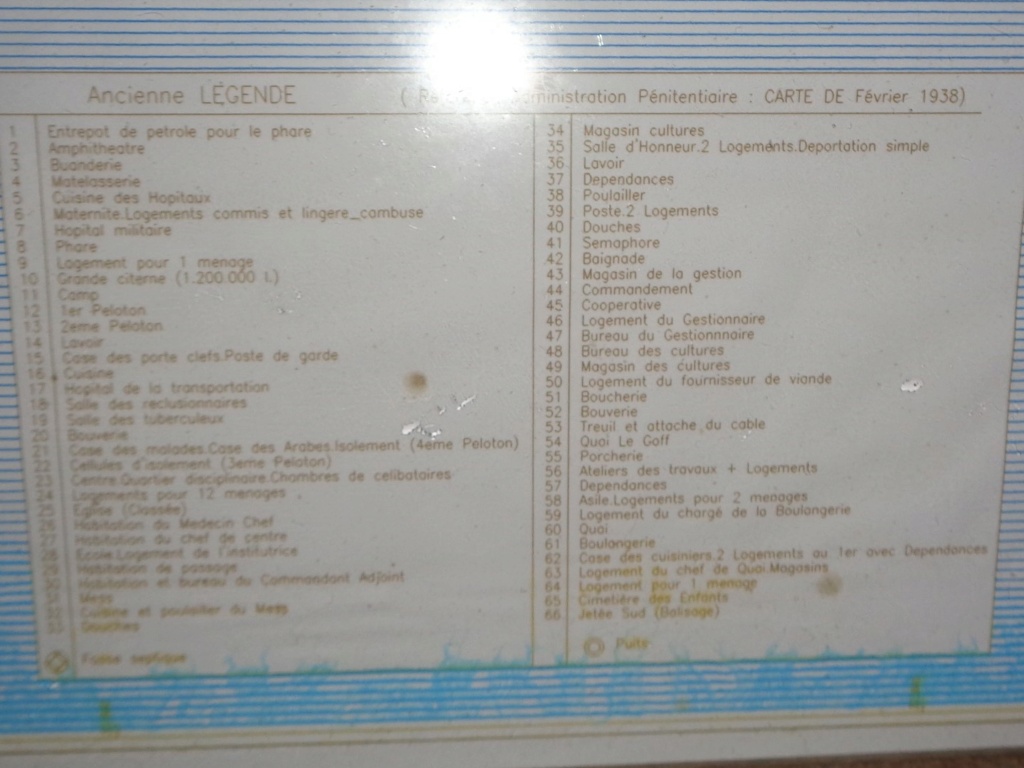 Ancienne LÉGENDE ( Administration Pénitentiaire : CARTE DE Février 1938)
1 Entrepot de petrole pour le phare
2 Amphitheatre
3 Buanderie
4 Matelasserie
5 Cuisine des Hopitaux
6 Maternite.Logements commis et lingere_cambuse
7 Hopital militaire
8 Phare
9 Logement pour 1 menage
10 Grande citerne (1.200.000 l.)
11 Camp
12 1er Peloton
13 2eme Peloton
14 Lavoir
15 Case des porte clefs.Poste de garde
16 Cuisine
17 Hopital de la transportation
18 Salle des reclusionnaires
19 Salle des tuberculeux
20 Bouverie
21 Case des malades.Case des Arabes.Isolement (4eme Peloton)
22 Cellules d'isolement (3eme Peloton)
23 Centre.Quartier disciplinaire.Chambres de celibataires
24 Logements pour 12 menages
25 Eglise (Classée)
26 Habitation du Medecin Chef
27 Habitation du chef de centre
28 Ecole.Logement de l'institutrice
29 Habitation de passage
30 Habitation et bureau du Commandant Adjoint
31 Mess
32 Cuisine et poulailler du Mess
33 Douches
Fosse septique
34 Magasin cultures
35 Salle d'Honneur.2 Logements.Deportation simple
36 Lavoir
37 Dependances
38 Poulailler
39 Poste.2 Logements
40 Douches
41 Semaphore
42 Baignade
43 Magasin de la gestion
44 Commandement
45 Cooperative
46 Logement du Gestionnaire
47 Bureau du Gestionnnaire
48 Bureau des cultures
49 Magasin des cultures
50 Logement du fournisseur de viande
51 Boucherie
52 Bouverie
53 Treuil et attache du cable
54 Quai Le Goff
55 Porcherie
56 Ateliers des travaux + Logements
57 Dependances
58 Asile.Logements pour 2 menages
59 Logement du chargé de la Boulangerie
60 Quai
61 Boulangerie
62 Case des cuisiniers.2 Logements au 1er avec Dependances
63 Logement du chef de Quai.Magasins
64 Logement pour 1 menage
65 Cimetière des Enfants
66 Jetée Sud (Balisage)
Puits